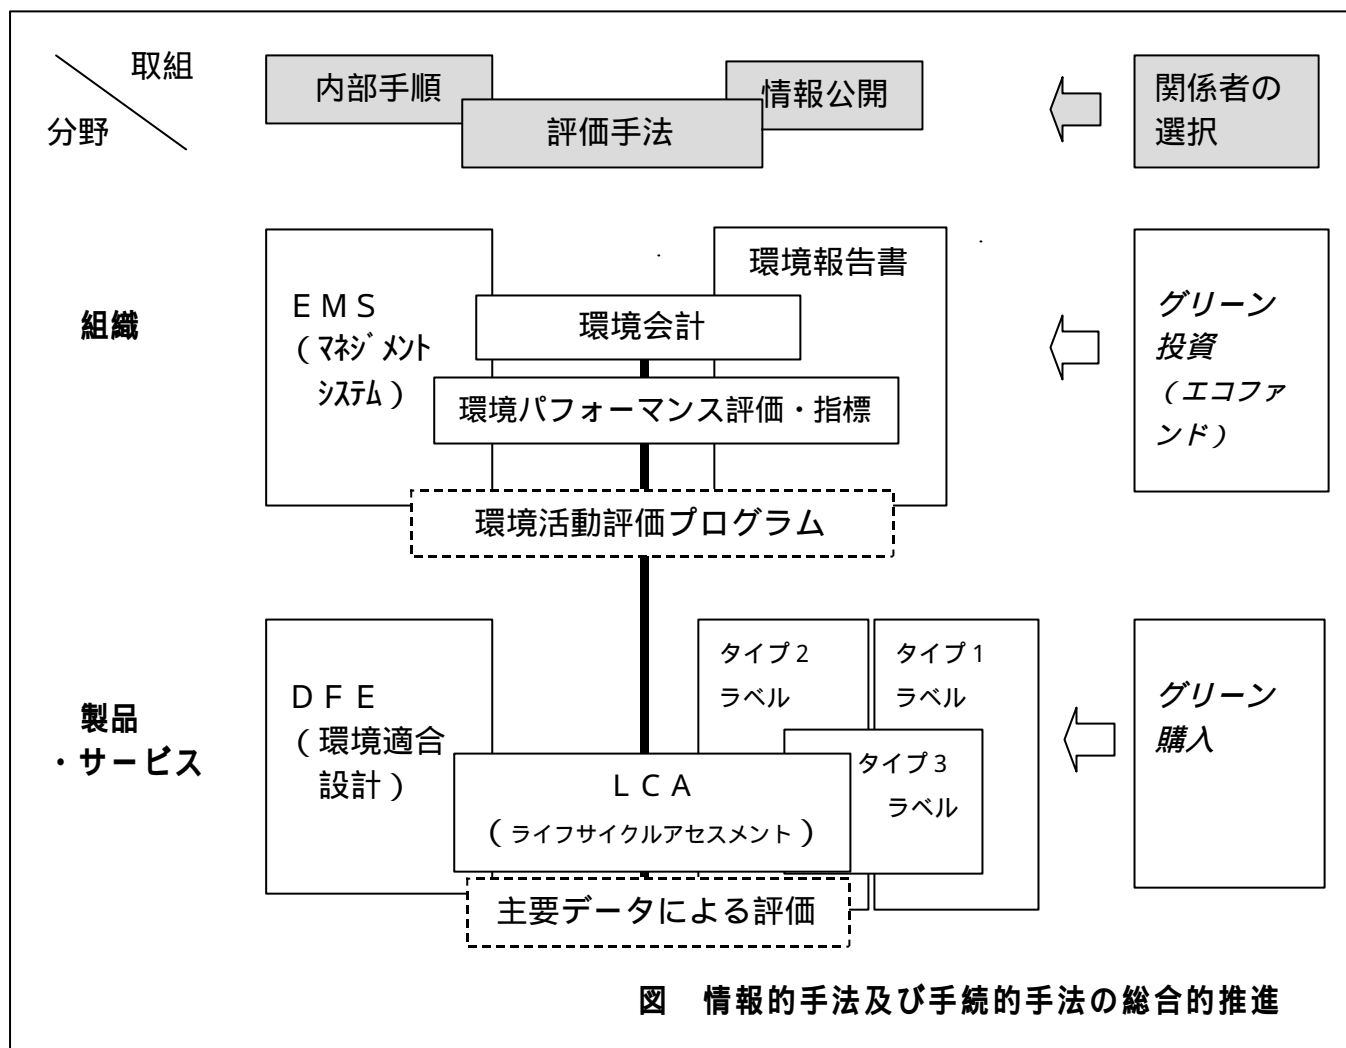 取組
分野
内部手順
評価手法
情報公開
関係者の
選択
組織
ＥＭＳ
（ﾏﾈｼﾞﾒﾝﾄ
ｼｽﾃﾑ）
環境会計
環境パフォーマンス評価・指標
環境活動評価プログラム
環境報告書
グリーン
投資
（エコファ
ンド）
製品
・サービス
ＤＦＥ
（環境適合
設計）
ＬＣＡ
（ライフサイクルアセスメント）
主要データによる評価
タイプ２
ラベル
タイプ１
ラベル
タイプ３
ラベル
グリーン
購入
図　情報的手法及び手続的手法の総合的推進